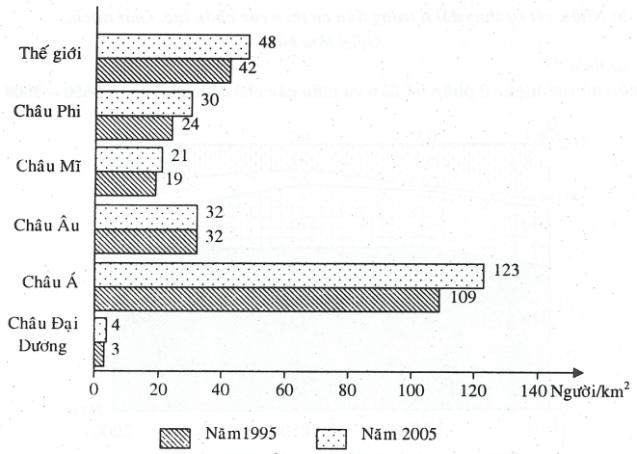 Thế giới
48
42
Châu Phi
30
24
Châu Mĩ
21
19
Châu Âu
32
32
Châu Á
123
109
Châu Đại
Dương
4
3
0 20 40 60 80 100 120 140 Người/km²
Năm1995 Năm 2005